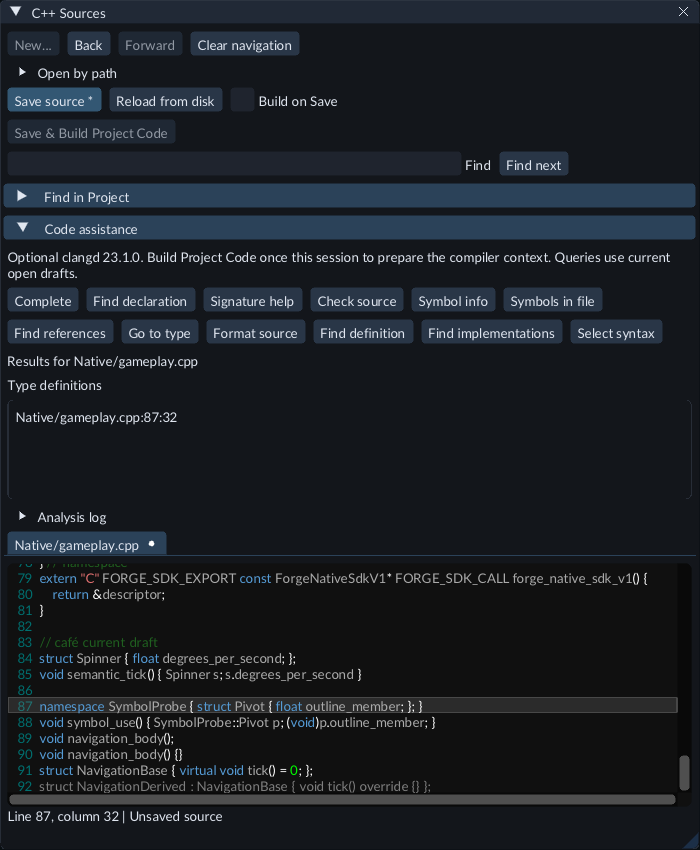 C++ Sources
New... Back Forward Clear navigation
Open by path
Save source * Reload from disk Build on Save
Save & Build Project Code
Find Find next
Find in Project
Code assistance
Optional clangd 23.1.0. Build Project Code once this session to prepare the compiler context. Queries use current
open drafts.
Complete Find declaration Signature help Check source Symbol info Symbols in file
Find references Go to type Format source Find definition Find implementations Select syntax
Results for Native/gameplay.cpp
Type definitions
Native/gameplay.cpp:87:32
Analysis log
Native/gameplay.cpp
78 } // namespace
79 extern "C" FORGE_SDK_EXPORT const ForgeNativeSdkV1* FORGE_SDK_CALL forge_native_sdk_v1() {
80 return &descriptor;
81 }
82
83 // café current draft
84 struct Spinner { float degrees_per_second; };
85 void semantic_tick() { Spinner s; s.degrees_per_second }
86
87 namespace SymbolProbe { struct Pivot { float outline_member; }; }
88 void symbol_use() { SymbolProbe::Pivot p; (void)p.outline_member; }
89 void navigation_body();
90 void navigation_body() {}
91 struct NavigationBase { virtual void tick() = 0; };
92 struct NavigationDerived : NavigationBase { void tick() override {} };
Line 87, column 32 | Unsaved source